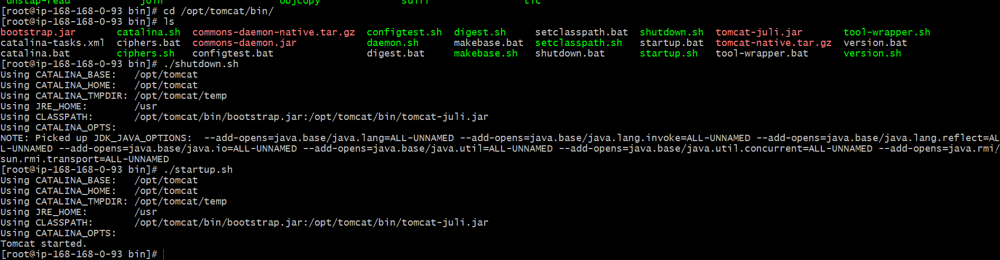 dnstap-read join objcopy sdiff tic
[root@ip-168-168-0-93 bin]# cd /opt/tomcat/bin/
[root@ip-168-168-0-93 bin]# ls
bootstrap.jar catalina.sh commons-daemon-native.tar.gz configtest.sh digest.sh setclasspath.bat shutdown.sh tomcat-juli.jar tool-wrapper.sh
catalina-tasks.xml ciphers.bat commons-daemon.jar daemon.sh makebase.bat setclasspath.sh startup.bat tomcat-native.tar.gz version.bat
catalina.bat ciphers.sh configtest.bat digest.bat makebase.sh shutdown.bat startup.sh tool-wrapper.bat version.sh
[root@ip-168-168-0-93 bin]# ./shutdown.sh
Using CATALINA_BASE: /opt/tomcat
Using CATALINA_HOME: /opt/tomcat
Using CATALINA_TMPDIR: /opt/tomcat/temp
Using JRE_HOME: /usr
Using CLASSPATH: /opt/tomcat/bin/bootstrap.jar:/opt/tomcat/bin/tomcat-juli.jar
Using CATALINA_OPTS:
NOTE: Picked up JDK_JAVA_OPTIONS: --add-opens=java.base/java.lang=ALL-UNNAMED --add-opens=java.base/java.lang.invoke=ALL-UNNAMED --add-opens=java.base/java.lang.reflect=AL
L-UNNAMED --add-opens=java.base/java.io=ALL-UNNAMED --add-opens=java.base/java.util=ALL-UNNAMED --add-opens=java.base/java.util.concurrent=ALL-UNNAMED --add-opens=java.rmi/
sun.rmi.transport=ALL-UNNAMED
[root@ip-168-168-0-93 bin]# ./startup.sh
Using CATALINA_BASE: /opt/tomcat
Using CATALINA_HOME: /opt/tomcat
Using CATALINA_TMPDIR: /opt/tomcat/temp
Using JRE_HOME: /usr
Using CLASSPATH: /opt/tomcat/bin/bootstrap.jar:/opt/tomcat/bin/tomcat-juli.jar
Using CATALINA_OPTS:
Tomcat started.
[root@ip-168-168-0-93 bin]#